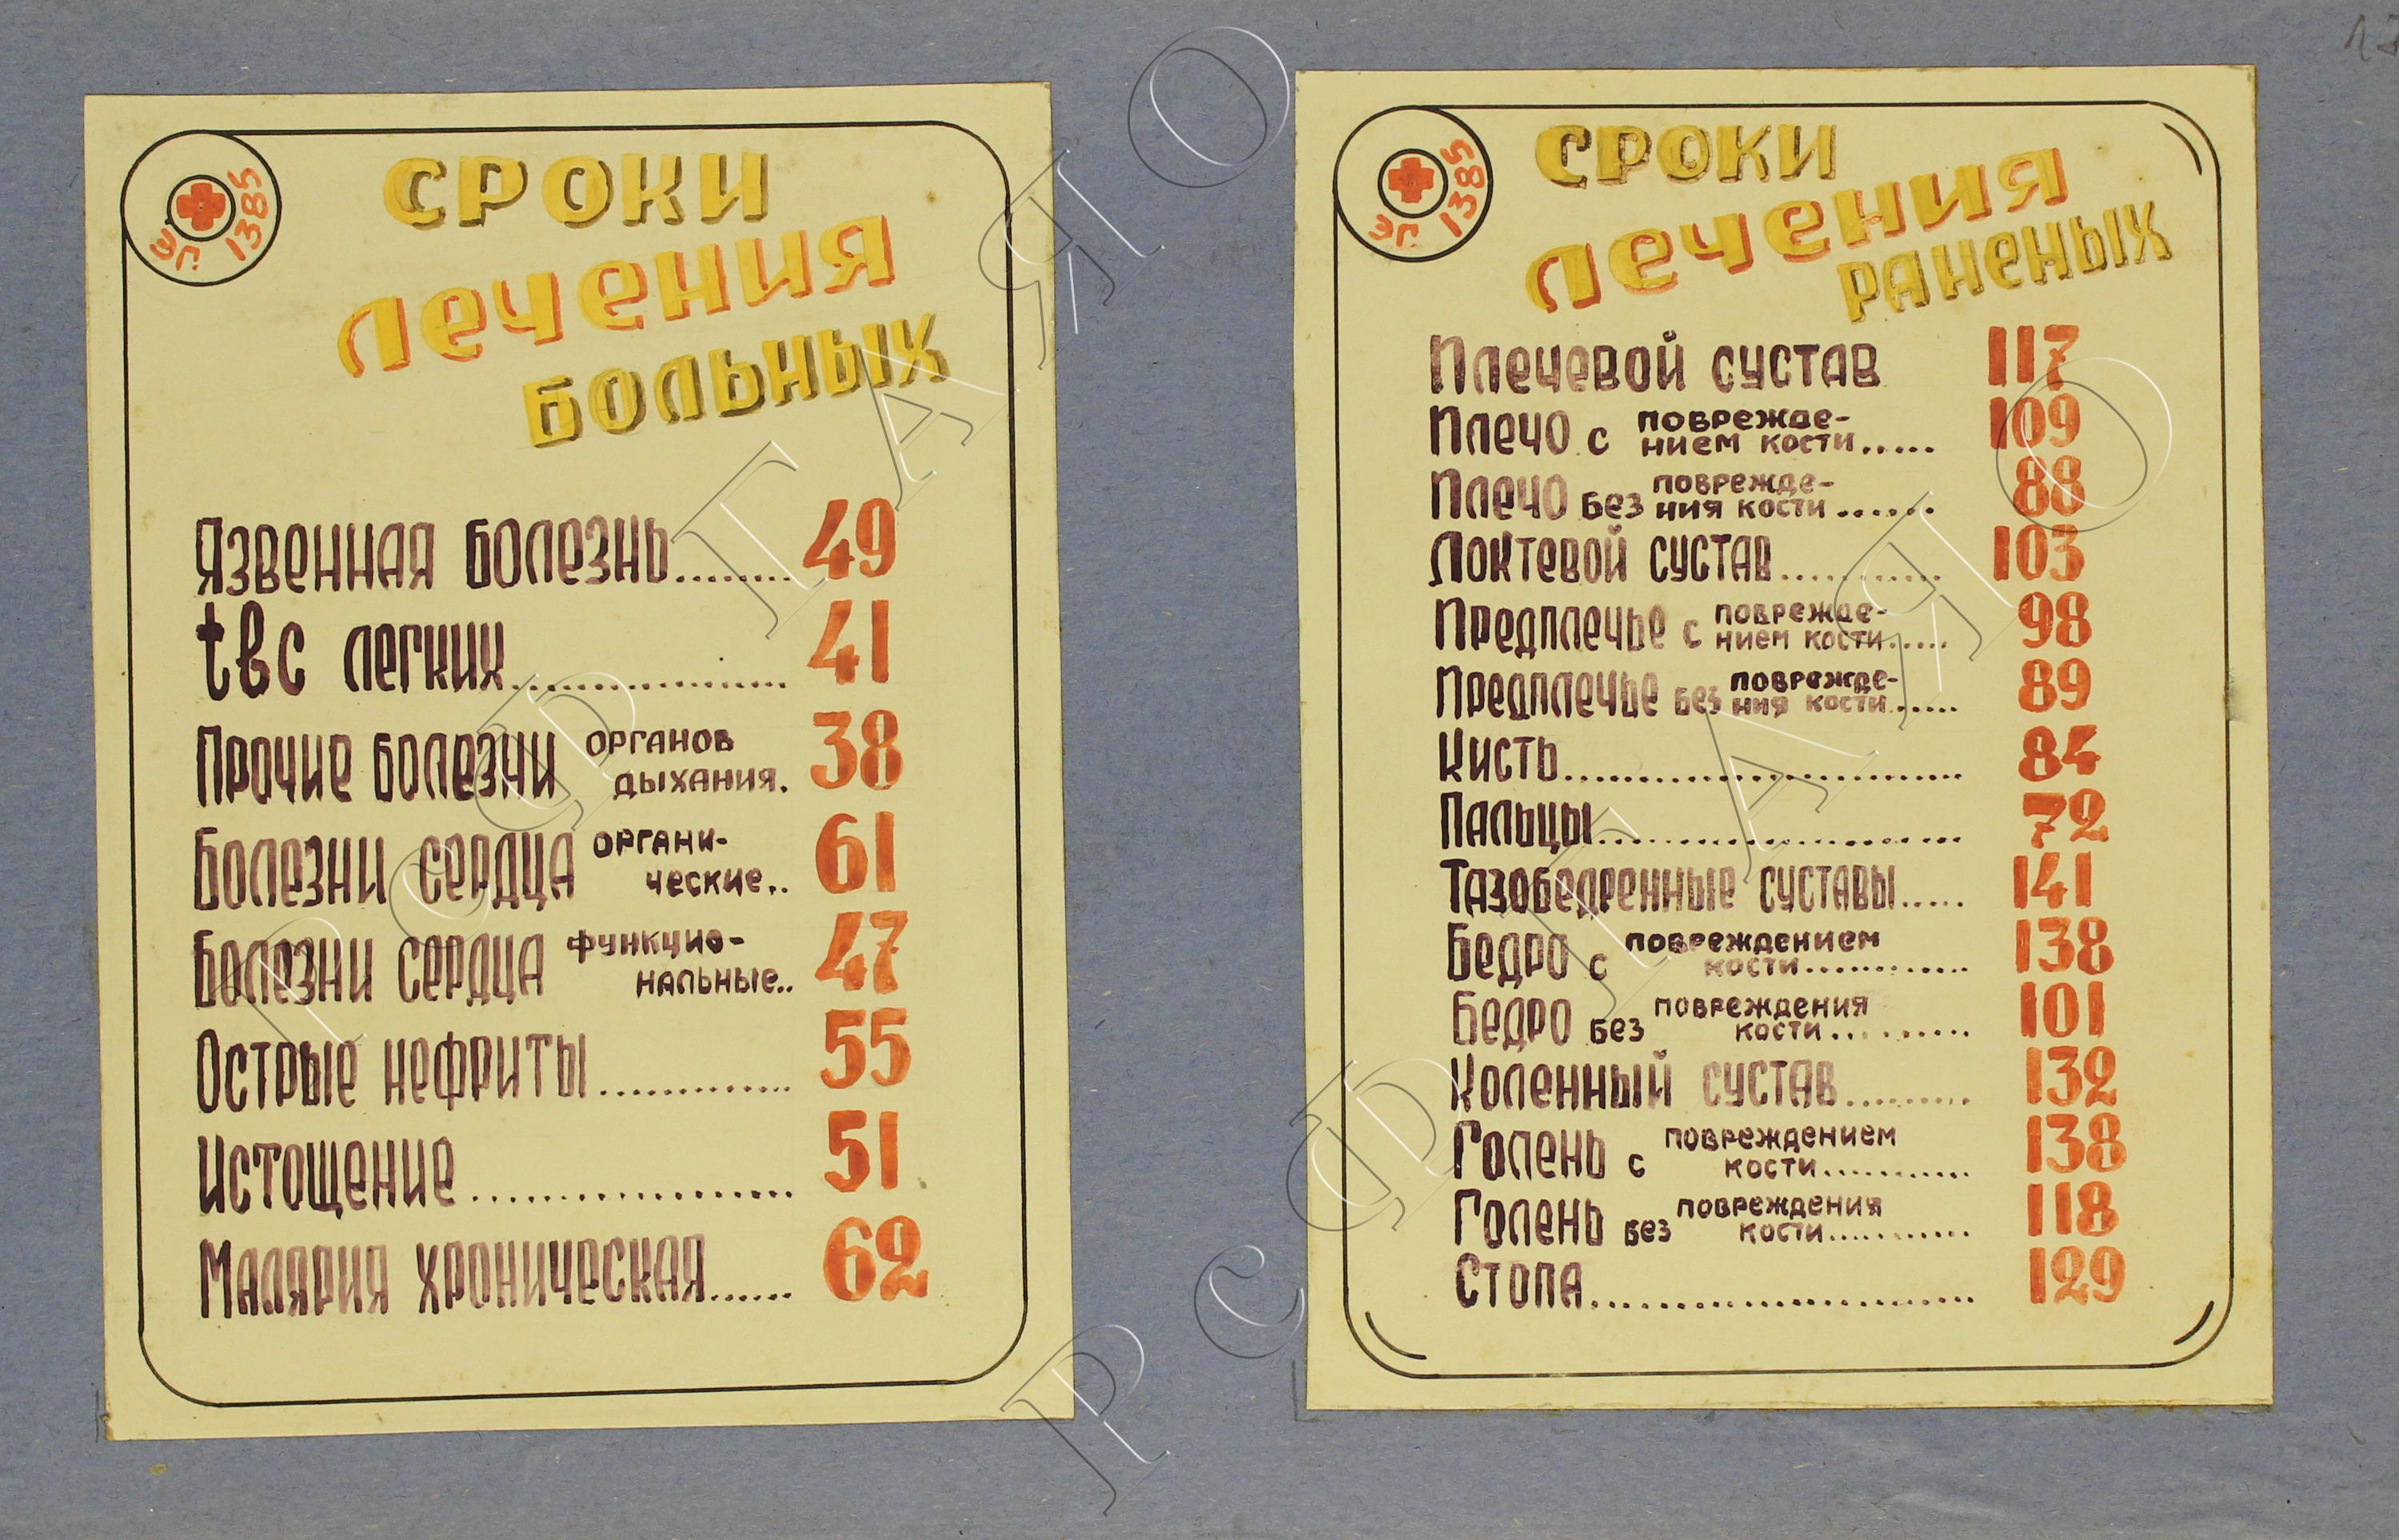 ЭГ 1385
СРОКИ
ЛЕЧЕНИЯ
БОЛЬНЫХ
Язвенная болезнь........ 49
tbc легких.................. 41
Прочие болезни органов
дыхания. 38
Болезни сердца органи-
ческие.. 61
Болезни сердца функцио-
нальные.. 47
Острые нефриты............. 55
Истощение................... 51
Малярия хроническая...... 62
ЭГ 1385
СРОКИ
ЛЕЧЕНИЯ
РАНЕНЫХ
Плечевой сустав 117
Плечо с поврежде-
нием кости..... 109
Плечо без поврежде-
ния кости...... 88
Локтевой сустав........... 103
Предплечье с поврежде-
нием кости..... 98
Предплечье без поврежде-
ния кости..... 89
Кисть........................... 84
Пальцы........................ 72
Тазобедренные суставы..... 141
Бедро с повреждением
кости............ 138
Бедро без повреждения
кости.......... 101
Коленный сустав......... 132
Голень с повреждением
кости........... 138
Голень без повреждения
кости........... 118
Стопа......................... 129
РСФР ГАЯО
РСФР ГАЯО